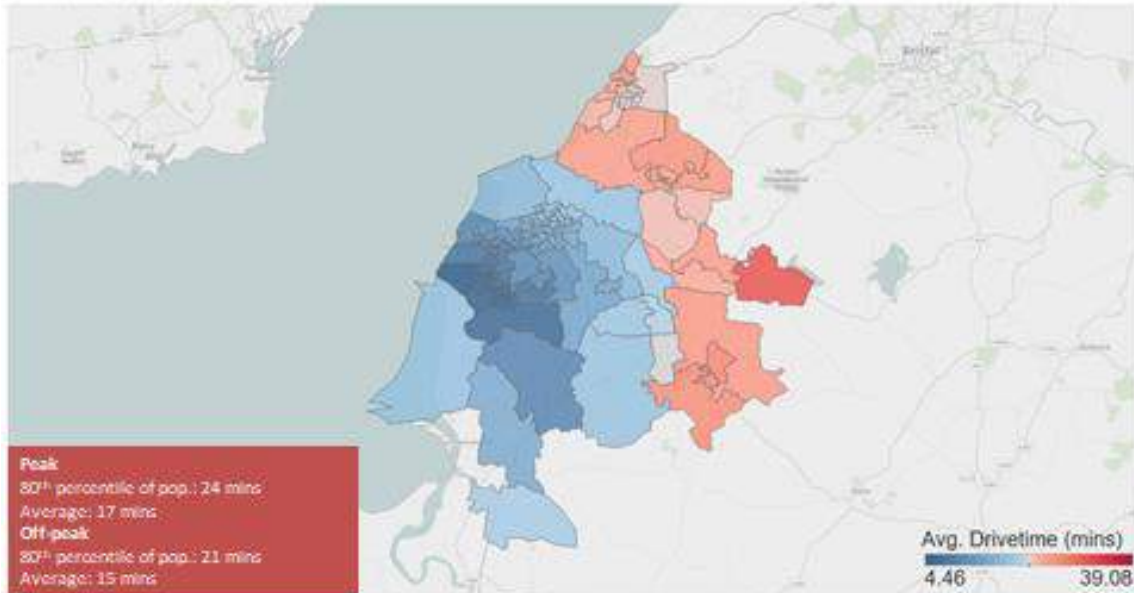 Bristol
Peak
80th percentile of pop.: 24 mins
Average: 17 mins
Off-peak
80th percentile of pop.: 21 mins
Average: 15 mins
Avg. Drivetime (mins)
4.46 39.08